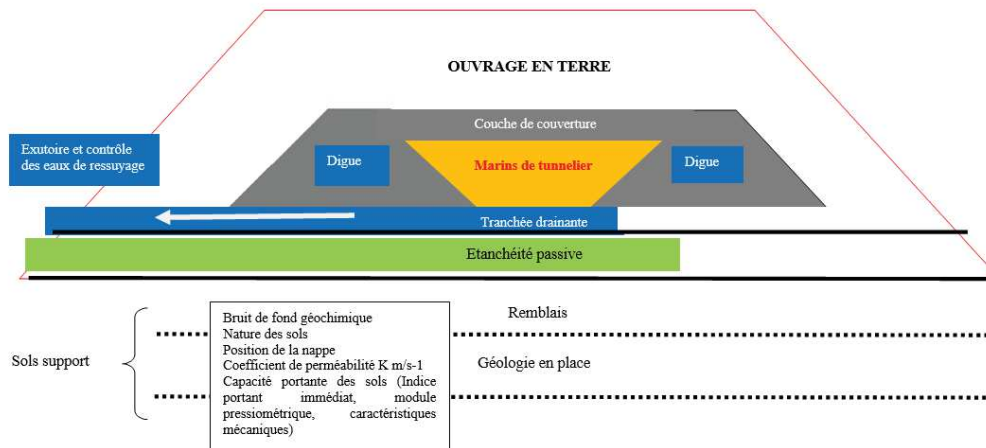 OUVRAGE EN TERRE
Couche de couverture
Exutoire et contrôle
des eaux de ressuyage
Digue
Marins de tunnelier
Digue
Tranchée drainante
Etanchéité passive
Sols support
Bruit de fond géochimique
Nature des sols
Position de la nappe
Coefficient de perméabilité K m/s-1
Capacité portante des sols (Indice
portant immédiat, module
pressiométrique, caractéristiques
mécaniques)
Remblais
Géologie en place